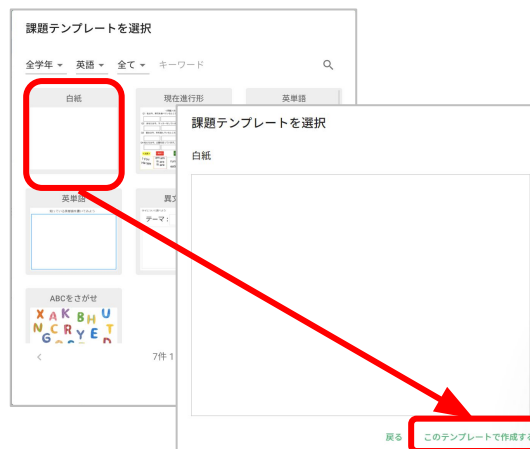 課題テンプレートを選択
全学年 英語 全て キーワード
白紙 現在進行形 英単語
英単語
テーマ：
ABCをさがせ
X A K B H U
N C R Y E T
G
7件 1
課題テンプレートを選択
白紙
戻る このテンプレートで作成する